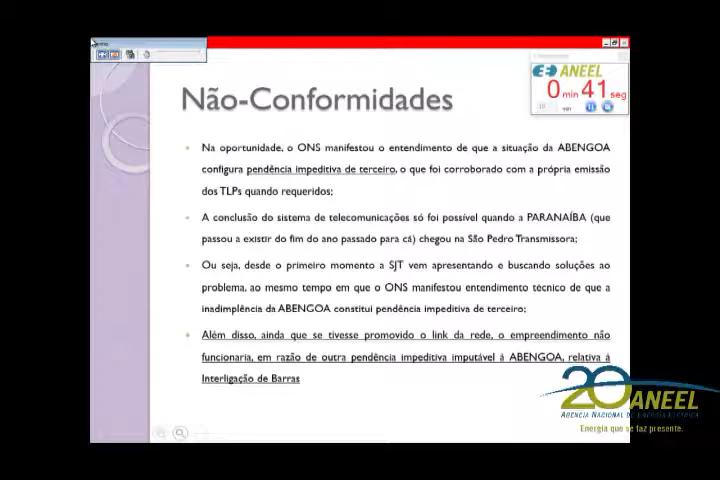 ANEEL
0 min 41 seg
10 min
Não-Conformidades
Na oportunidade, o ONS manifestou o entendimento de que a situação da ABENGOA
configura pendência impeditiva de terceiro, o que foi corroborado com a própria emissão
dos TLPs quando requeridos;
A conclusão do sistema de telecomunicações só foi possível quando a PARANAÍBA (que
passou a existir do fim do ano passado para cá) chegou na São Pedro Transmissora;
Ou seja, desde o primeiro momento a SJT vem apresentando e buscando soluções ao
problema, ao mesmo tempo em que o ONS manifestou entendimento técnico de que a
inadimplência da ABENGOA constitui pendência impeditiva de terceiro;
Além disso, ainda que se tivesse promovido o link da rede, o empreendimento não
funcionaria, em razão de outra pendência impeditiva imputável à ABENGOA, relativa à
Interligação de Barras
20 ANEEL
AGÊNCIA NACIONAL DE ENERGIA ELÉTRICA
Energia que se faz presente.